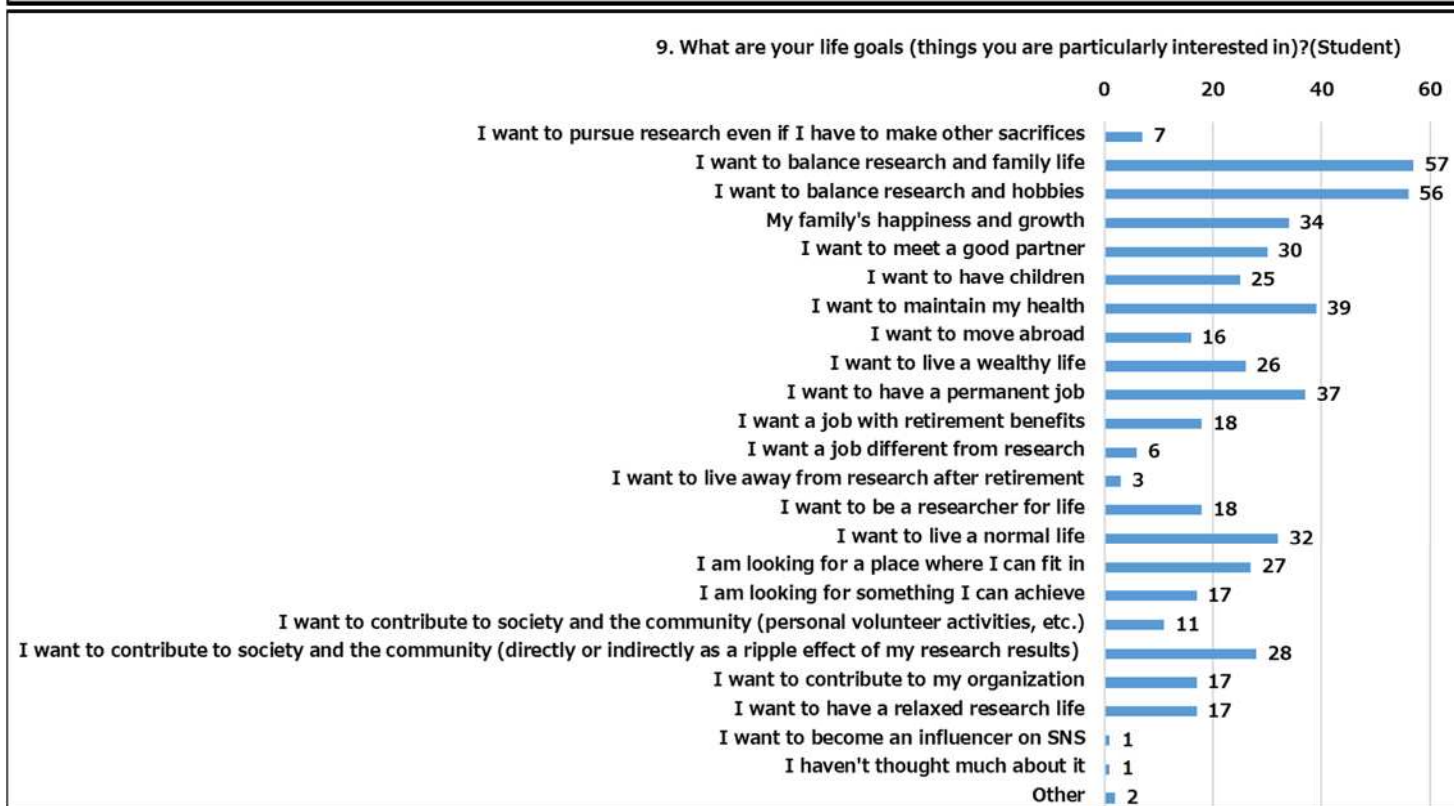 9. What are your life goals (things you are particularly interested in)?(Student)
0 20 40 60
I want to pursue research even if I have to make other sacrifices 7
I want to balance research and family life 57
I want to balance research and hobbies 56
My family's happiness and growth 34
I want to meet a good partner 30
I want to have children 25
I want to maintain my health 39
I want to move abroad 16
I want to live a wealthy life 26
I want to have a permanent job 37
I want a job with retirement benefits 18
I want a job different from research 6
I want to live away from research after retirement 3
I want to be a researcher for life 18
I want to live a normal life 32
I am looking for a place where I can fit in 27
I am looking for something I can achieve 17
I want to contribute to society and the community (personal volunteer activities, etc.) 11
I want to contribute to society and the community (directly or indirectly as a ripple effect of my research results) 28
I want to contribute to my organization 17
I want to have a relaxed research life 17
I want to become an influencer on SNS 1
I haven't thought much about it 1
Other 2